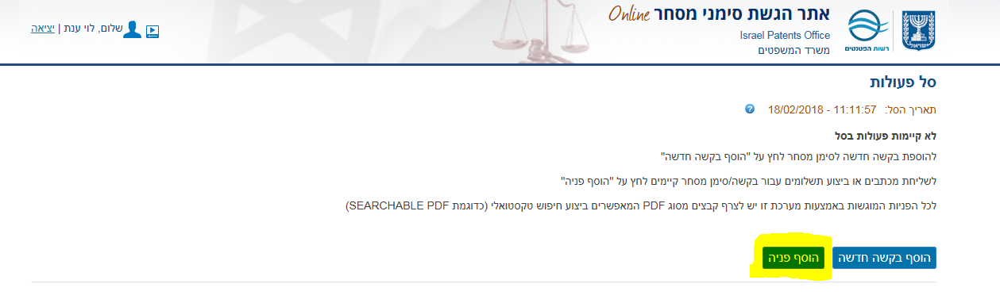 אתר הגשת סימני מסחר Online
Israel Patents Office
משרד המשפטים
רשות הפטנטים
ישראל
שלום, לוי ענת | יציאה
סל פעולות
תאריך הסל: 11:11:57 - 18/02/2018 ?
לא קיימות פעולות בסל
להוספת בקשה חדשה לסימן מסחר לחץ על "הוסף בקשה חדשה"
לשליחת מכתבים או ביצוע תשלומים עבור בקשה/סימן מסחר קיימים לחץ על "הוסף פניה"
לכל הפניות המוגשות באמצעות מערכת זו יש לצרף קבצים מסוג PDF המאפשרים ביצוע חיפוש טקסטואלי (כדוגמת SEARCHABLE PDF)
הוסף בקשה חדשה הוסף פניה